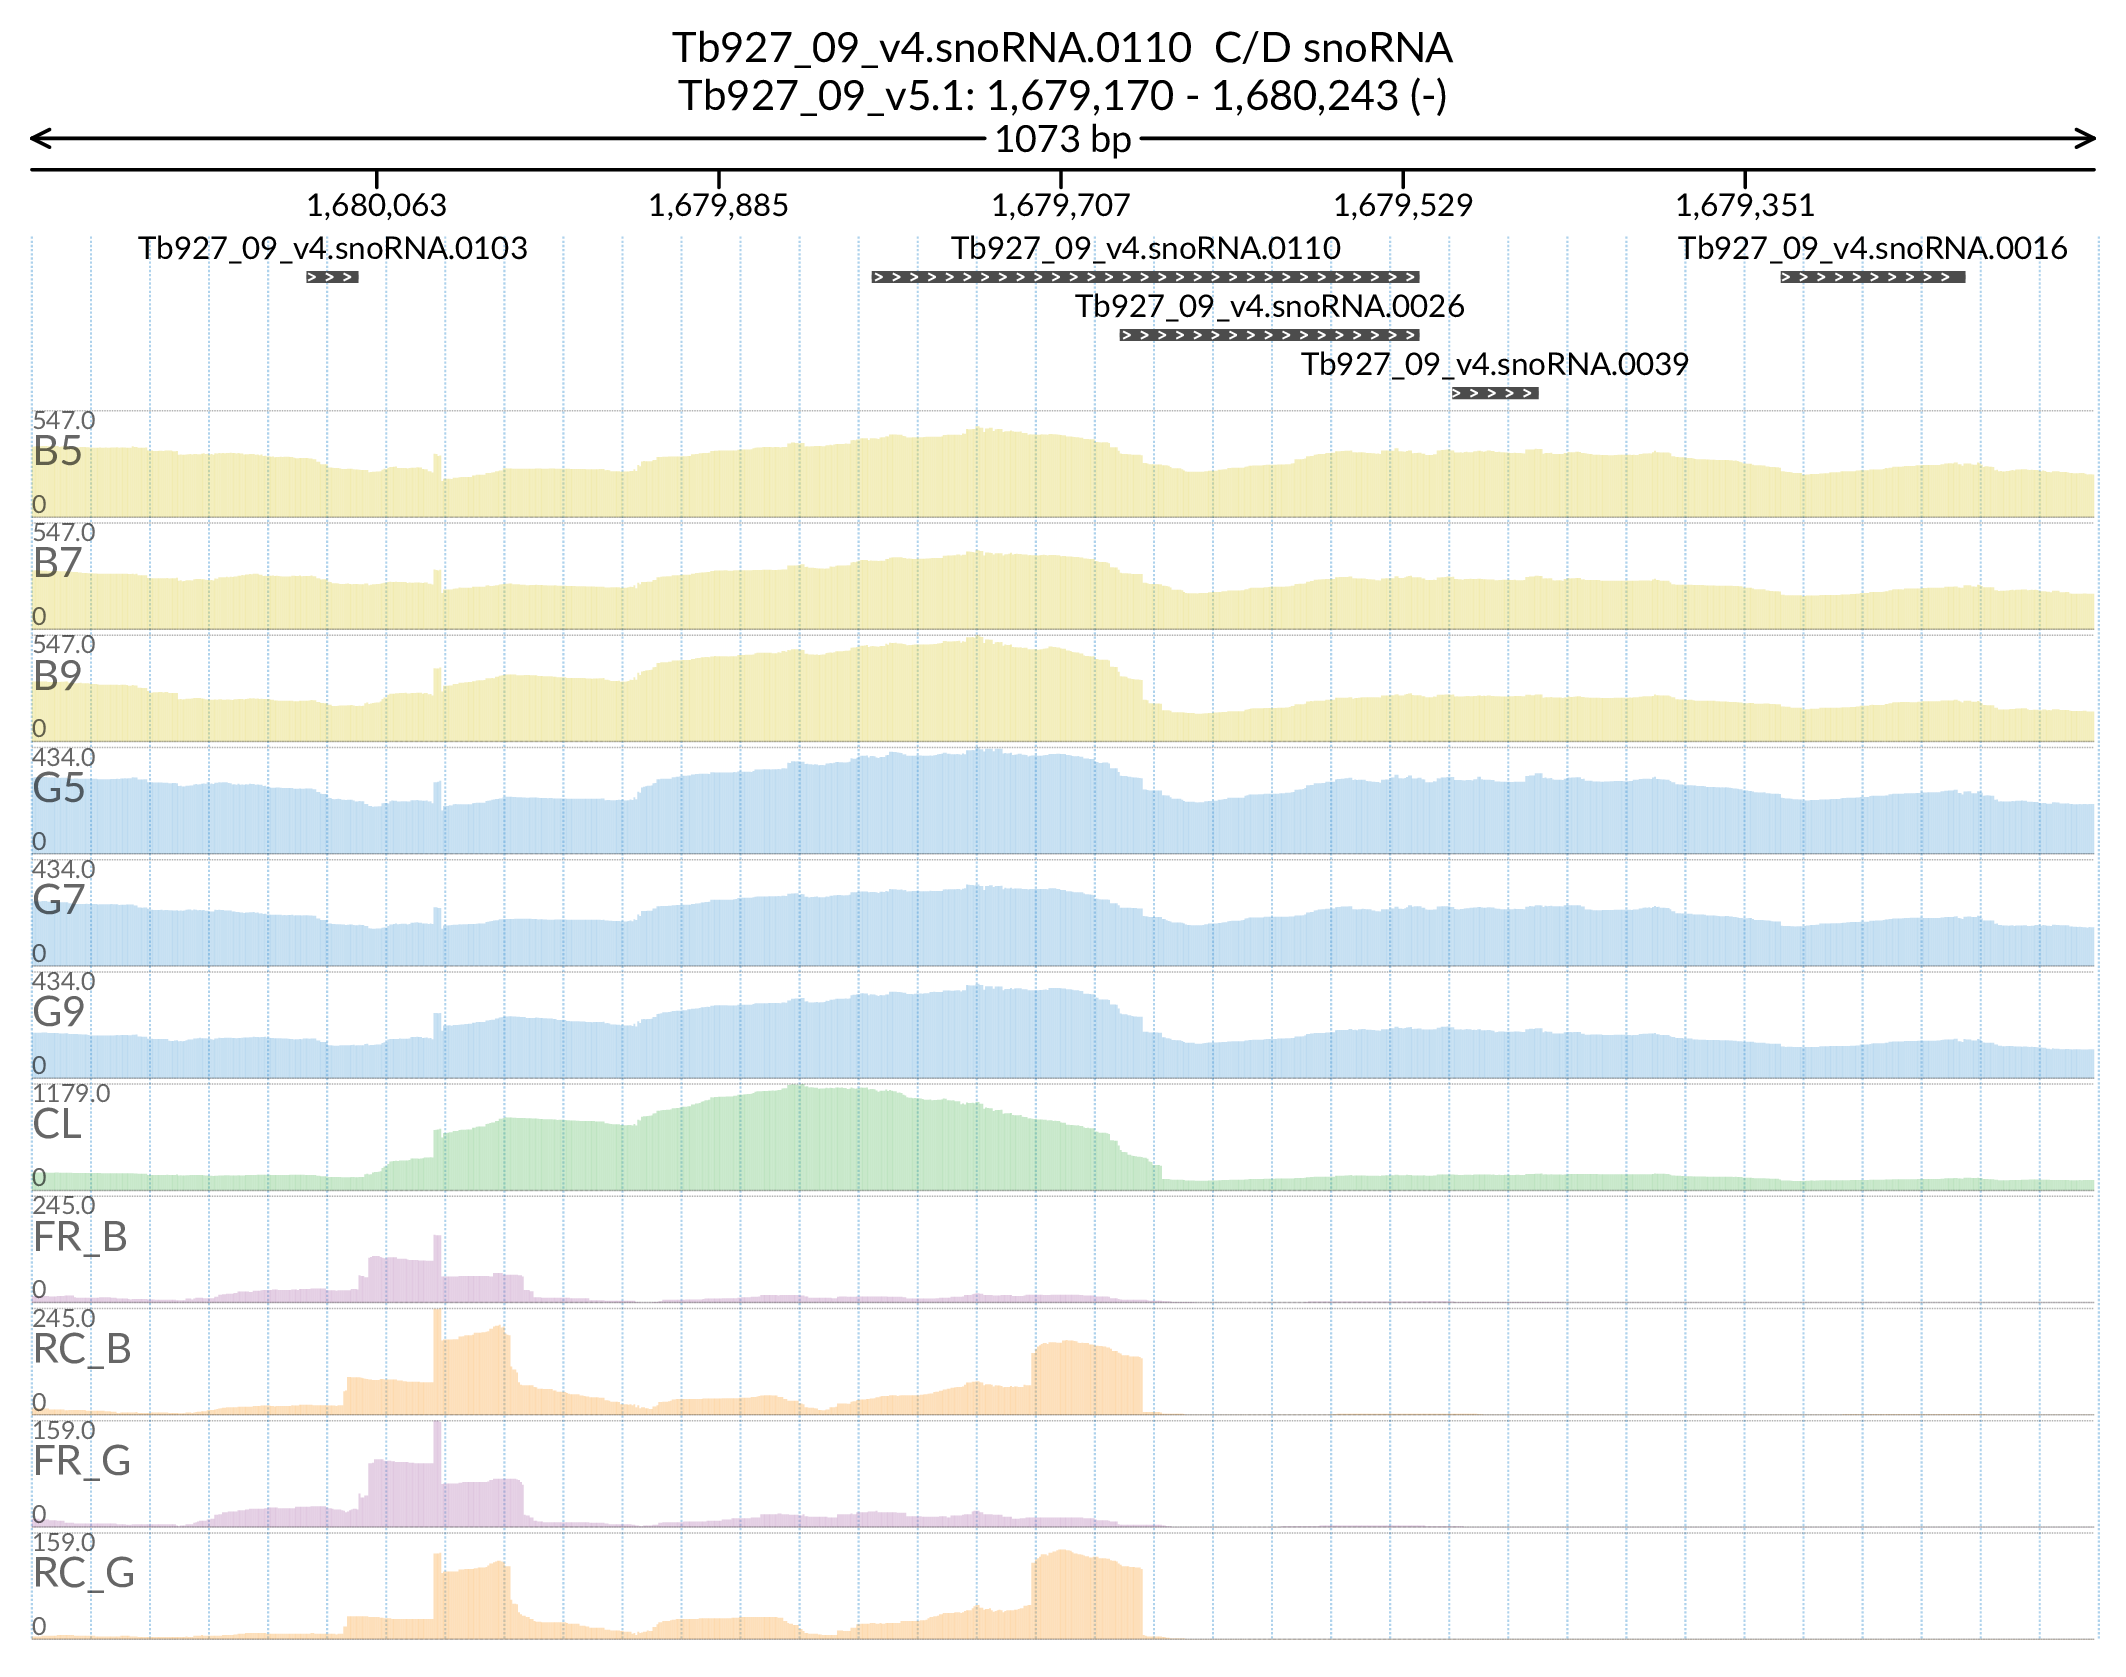 Tb927_09_v4.snoRNA.0110  C/D snoRNA
Tb927_09_v5.1: 1,679,170 - 1,680,243 (-)
1073 bp
1,680,063 1,679,885 1,679,707 1,679,529 1,679,351
Tb927_09_v4.snoRNA.0103 Tb927_09_v4.snoRNA.0110 Tb927_09_v4.snoRNA.0016
Tb927_09_v4.snoRNA.0026
Tb927_09_v4.snoRNA.0039
547.0
B5
0
547.0
B7
0
547.0
B9
0
434.0
G5
0
434.0
G7
0
434.0
G9
0
1179.0
CL
0
245.0
FR_B
0
245.0
RC_B
0
159.0
FR_G
0
159.0
RC_G
0